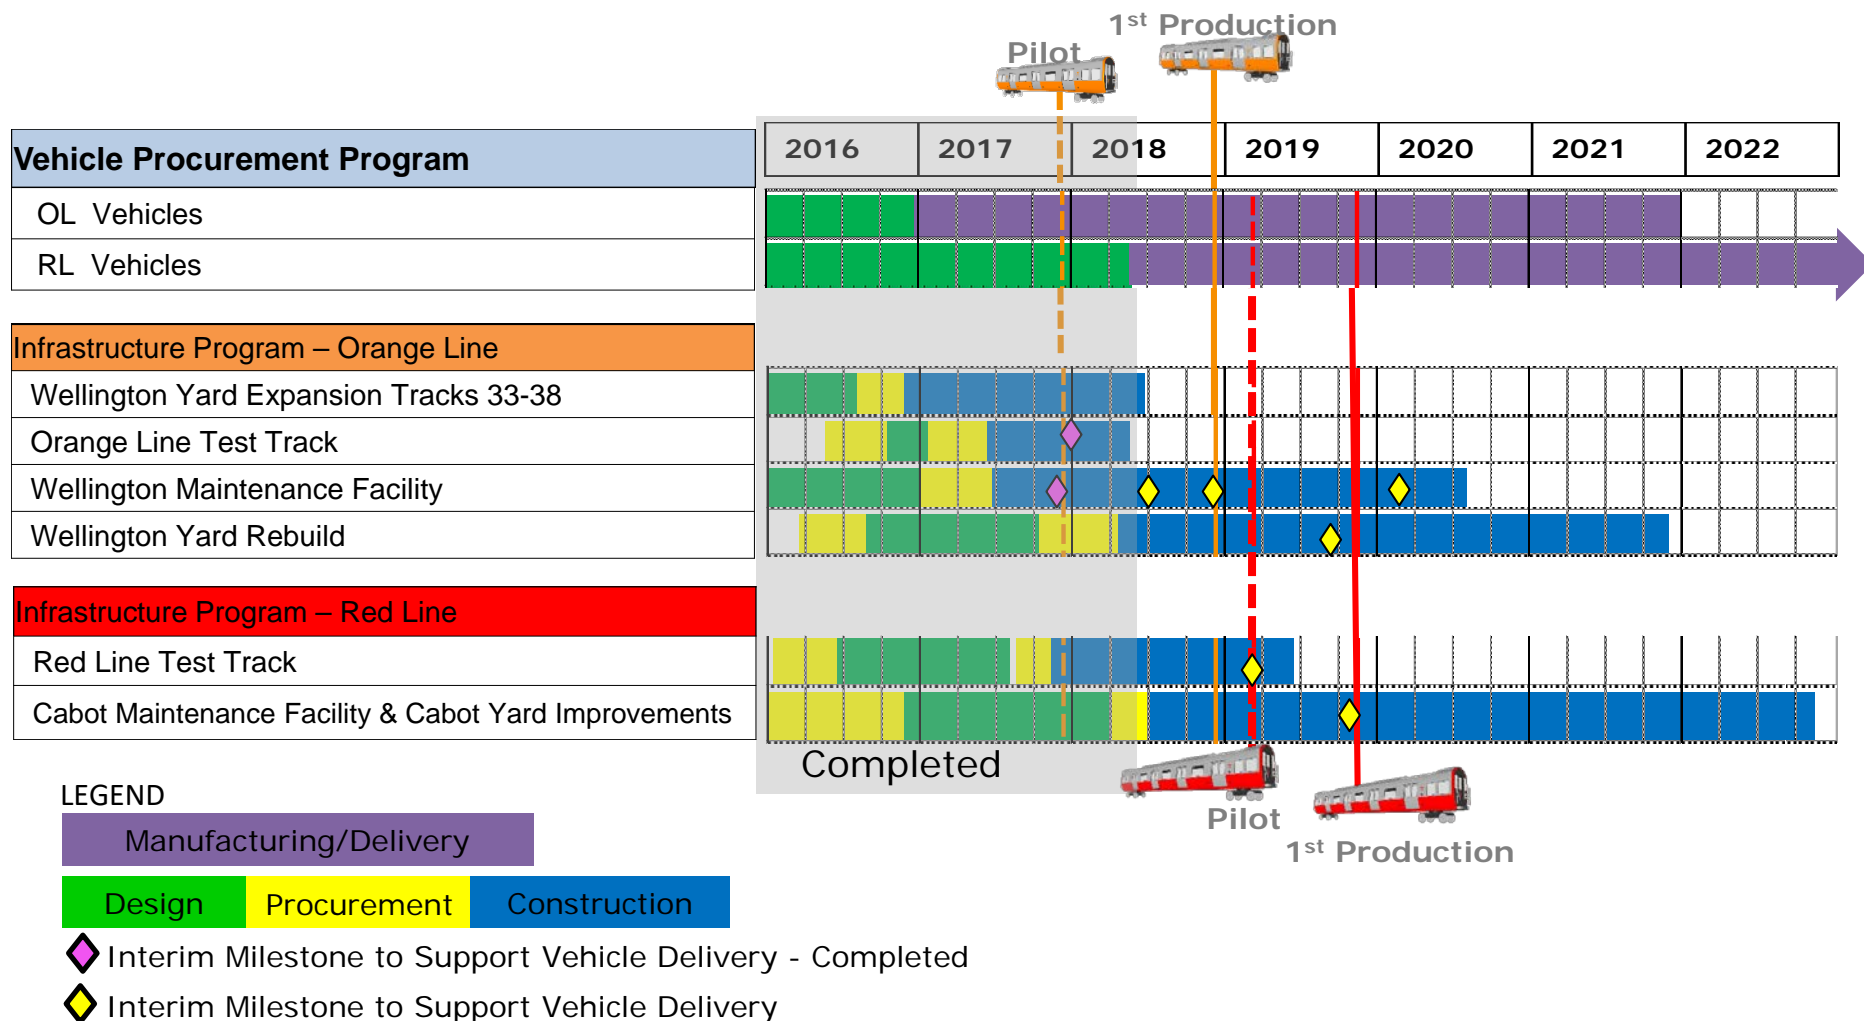 1st Production
Pilot
Vehicle Procurement Program
2016 2017 2018 2019 2020 2021 2022
OL Vehicles
RL Vehicles
Infrastructure Program – Orange Line
Wellington Yard Expansion Tracks 33-38
Orange Line Test Track
Wellington Maintenance Facility
Wellington Yard Rebuild
Infrastructure Program – Red Line
Red Line Test Track
Cabot Maintenance Facility & Cabot Yard Improvements
Completed
Pilot
1st Production
LEGEND
Manufacturing/Delivery
Design Procurement Construction
Interim Milestone to Support Vehicle Delivery - Completed
Interim Milestone to Support Vehicle Delivery